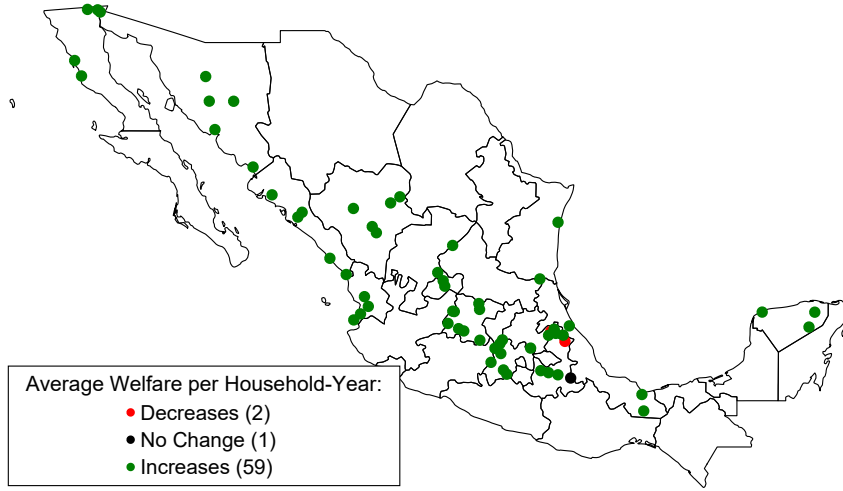 Average Welfare per Household-Year:
Decreases (2)
No Change (1)
Increases (59)